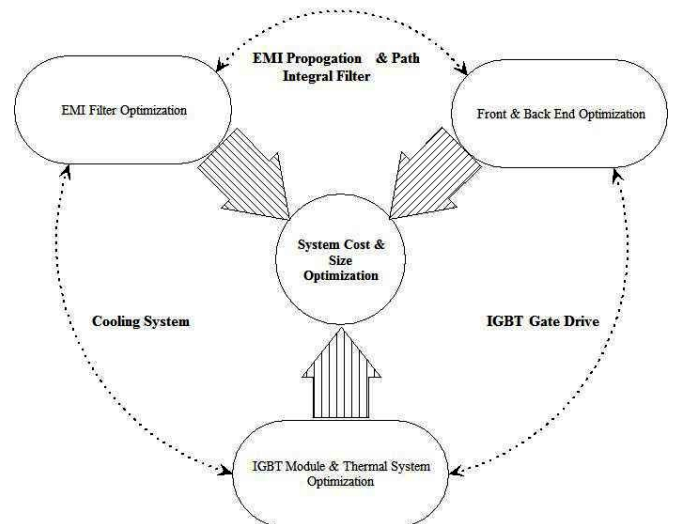 EMI Propogation & Path
Integral Filter
EMI Filter Optimization
Front & Back End Optimization
System Cost &
Size
Optimization
Cooling System
IGBT Gate Drive
IGBT Module & Thermal System
Optimization